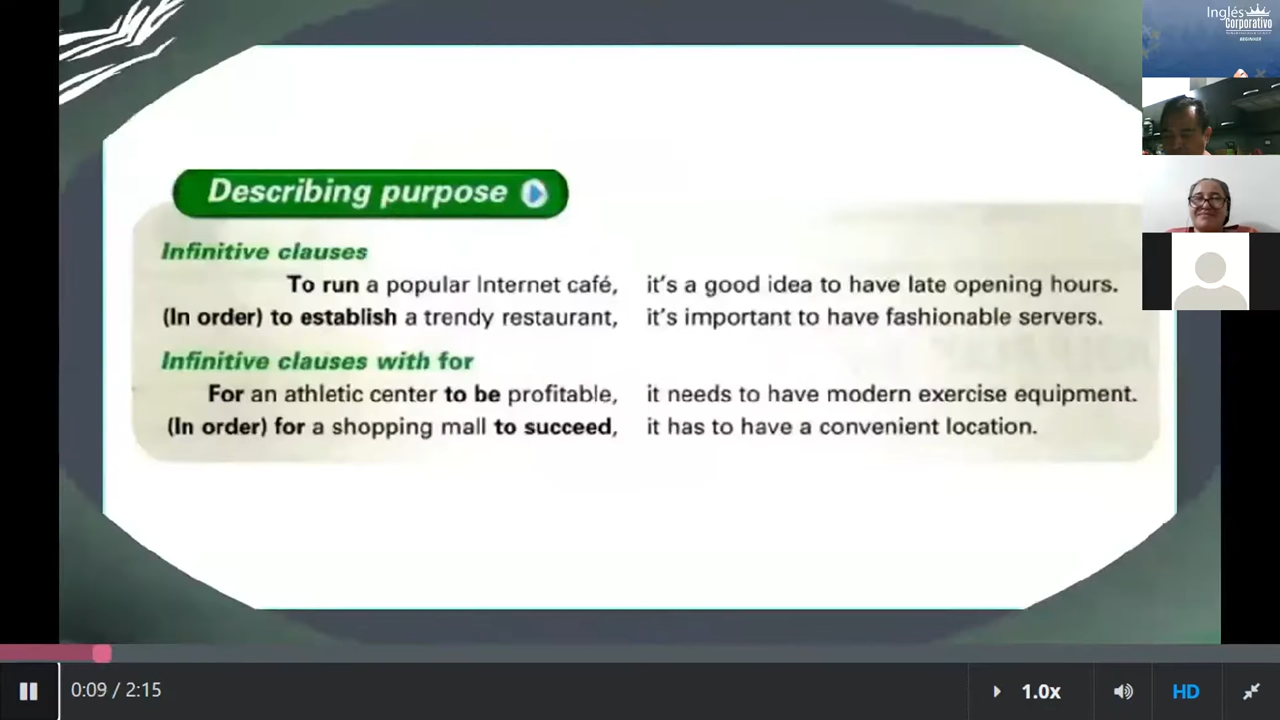 Inglés
Corporativo
BEGINNER
Describing purpose
Infinitive clauses
To run a popular Internet café, it's a good idea to have late opening hours.
(In order) to establish a trendy restaurant, it's important to have fashionable servers.
Infinitive clauses with for
For an athletic center to be profitable, it needs to have modern exercise equipment.
(In order) for a shopping mall to succeed, it has to have a convenient location.
0:09 / 2:15
1.0x
HD